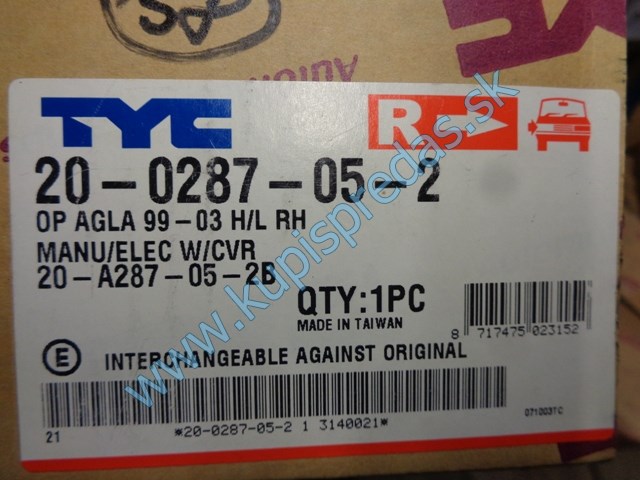 TYC
R
20-0287-05-2
OP AGLA 99-03 H/L RH
MANU/ELEC W/CVR
20-A287-05-2B
QTY:1PC
MADE IN TAIWAN
8 717475 023152
E INTERCHANGEABLE AGAINST ORIGINAL
071003TC
21
*20-0287-05-2 1 3140021*
www.kupispredas.sk